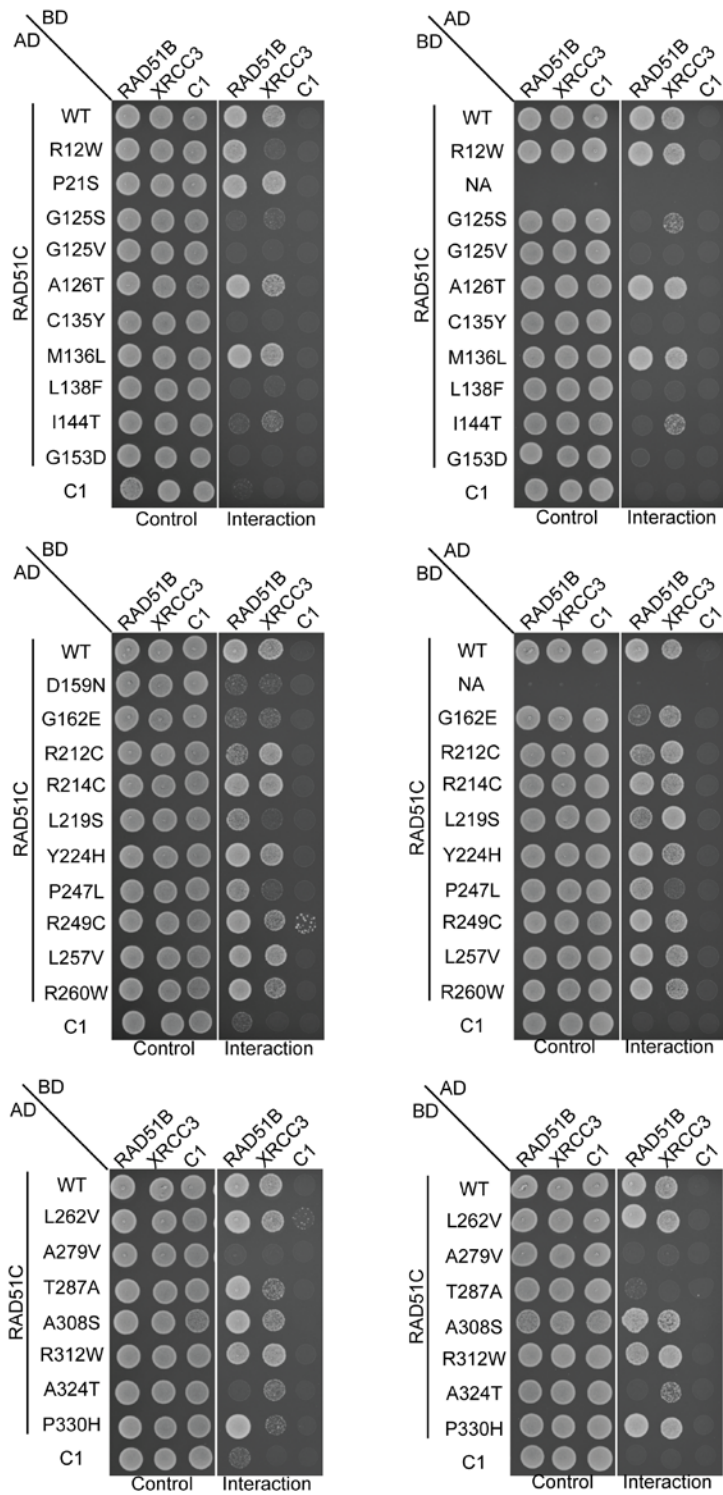 BD
AD
RAD51B XRCC3 C1 RAD51B XRCC3 C1
RAD51C
WT
R12W
P21S
G125S
G125V
A126T
C135Y
M136L
L138F
I144T
G153D
C1
Control Interaction
AD
BD
RAD51B XRCC3 C1 RAD51B XRCC3 C1
RAD51C
WT
R12W
NA
G125S
G125V
A126T
C135Y
M136L
L138F
I144T
G153D
C1
Control Interaction
BD
AD
RAD51B XRCC3 C1 RAD51B XRCC3 C1
RAD51C
WT
D159N
G162E
R212C
R214C
L219S
Y224H
P247L
R249C
L257V
R260W
C1
Control Interaction
AD
BD
RAD51B XRCC3 C1 RAD51B XRCC3 C1
RAD51C
WT
NA
G162E
R212C
R214C
L219S
Y224H
P247L
R249C
L257V
R260W
C1
Control Interaction
BD
AD
RAD51B XRCC3 C1 RAD51B XRCC3 C1
RAD51C
WT
L262V
A279V
T287A
A308S
R312W
A324T
P330H
C1
Control Interaction
AD
BD
RAD51B XRCC3 C1 RAD51B XRCC3 C1
RAD51C
WT
L262V
A279V
T287A
A308S
R312W
A324T
P330H
C1
Control Interaction